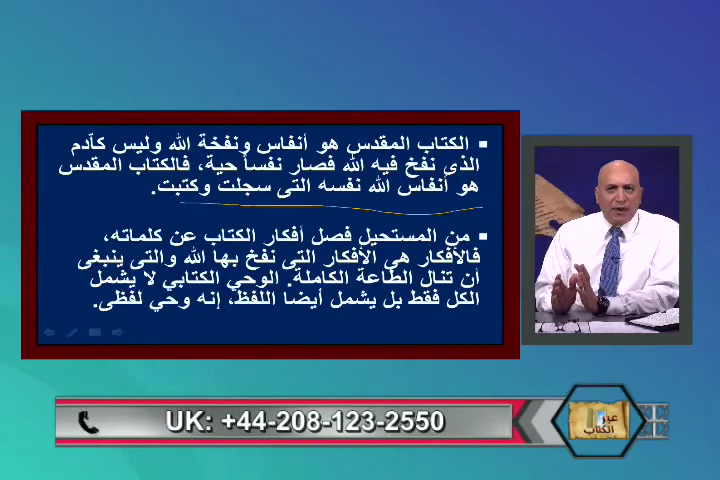 ▪ الكتاب المقدس هو أنفاس ونفخة الله وليس كآدم
الذى نفخ فيه الله فصار نفساً حية، فالكتاب المقدس
هو أنفاس الله نفسه التى سجلت وكتبت.
▪ من المستحيل فصل أفكار الكتاب عن كلماته،
فالأفكار هي الأفكار التى نفخ بها الله والتى ينبغى
أن تنال الطاعة الكاملة. الوحي الكتابي لا يشمل
الكل فقط بل يشمل أيضا اللفظ، إنه وحي لفظى.
UK: +44-208-123-2550
عبر
الكتاب